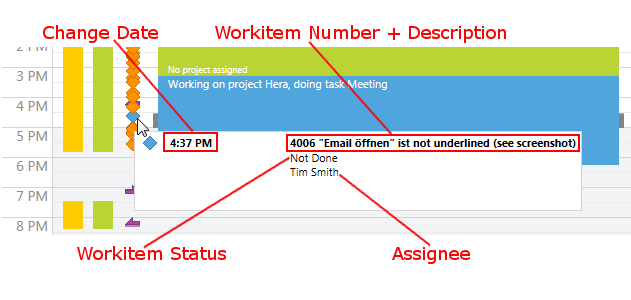 Change Date
Workitem Number + Description
2 PM
No project assigned
3 PM
Working on project Hera, doing task Meeting
4 PM
5 PM
4:37 PM
4006 "Email öffnen" ist not underlined (see screenshot)
Not Done
6 PM
Tim Smith
7 PM
8 PM
Workitem Status
Assignee